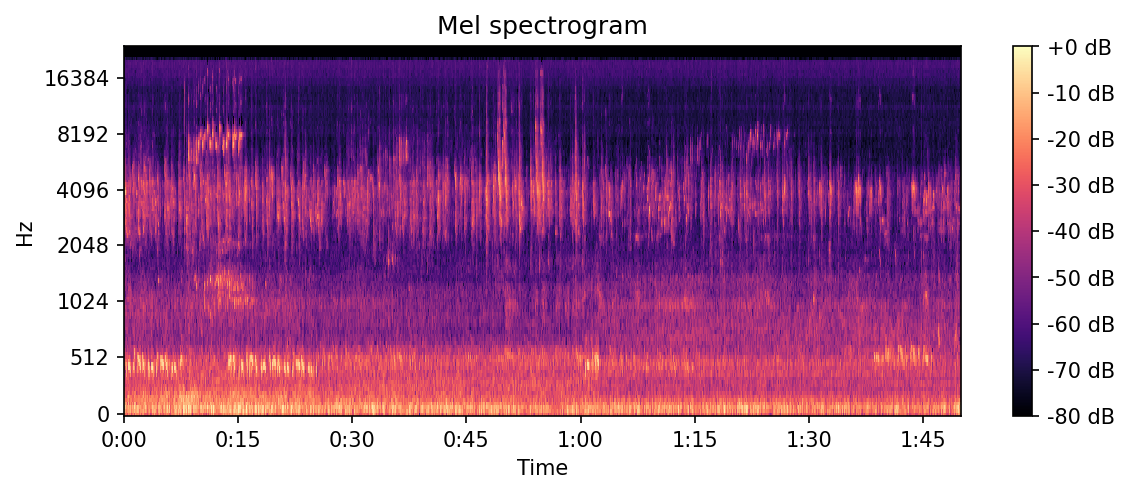 Mel spectrogram
16384
8192
4096
2048
1024
512
0
Hz
0:00 0:15 0:30 0:45 1:00 1:15 1:30 1:45
Time
+0 dB
-10 dB
-20 dB
-30 dB
-40 dB
-50 dB
-60 dB
-70 dB
-80 dB